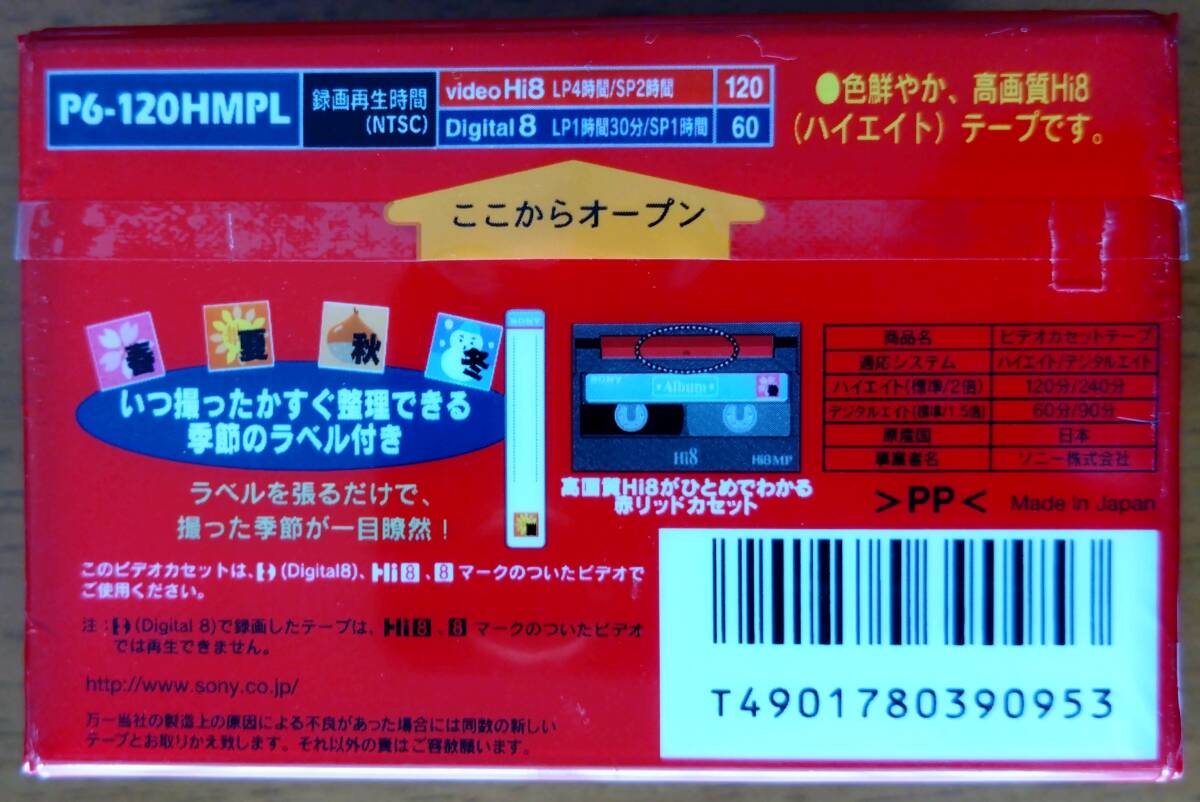 P6-120HMPL
録画再生時間
(NTSC)
video Hi8 LP4時間/SP2時間 120
Digital 8 LP1時間30分/SP1時間 60
●色鮮やか、高画質Hi8
(ハイエイト) テープです。
ここからオープン
春
夏
秋
冬
いつ撮ったかすぐ整理できる
季節のラベル付き
ラベルを張るだけで、
撮った季節が一目瞭然!
SONY
夏
SONY
Album
春
Hi8
Hi8MP
高画質Hi8がひとめでわかる
赤リッドカセット
商品名 ビデオカセットテープ
適応システム ハイエイト/デジタルエイト
ハイエイト(標準/2倍) 120分/240分
デジタルエイト(標準/1.5倍) 60分/90分
原産国 日本
事業者名 ソニー株式会社
>PP<
Made in Japan
このビデオカセットは、(Digital8)、Hi8、8 マークのついたビデオで
ご使用ください。
注:(Digital 8)で録画したテープは、Hi8、8 マークのついたビデオ
では再生できません。
http://www.sony.co.jp/
万一当社の製造上の原因による不良があった場合には同数の新しい
テープとお取りかえ致します。それ以外の責はご容赦願います。
T4901780390953